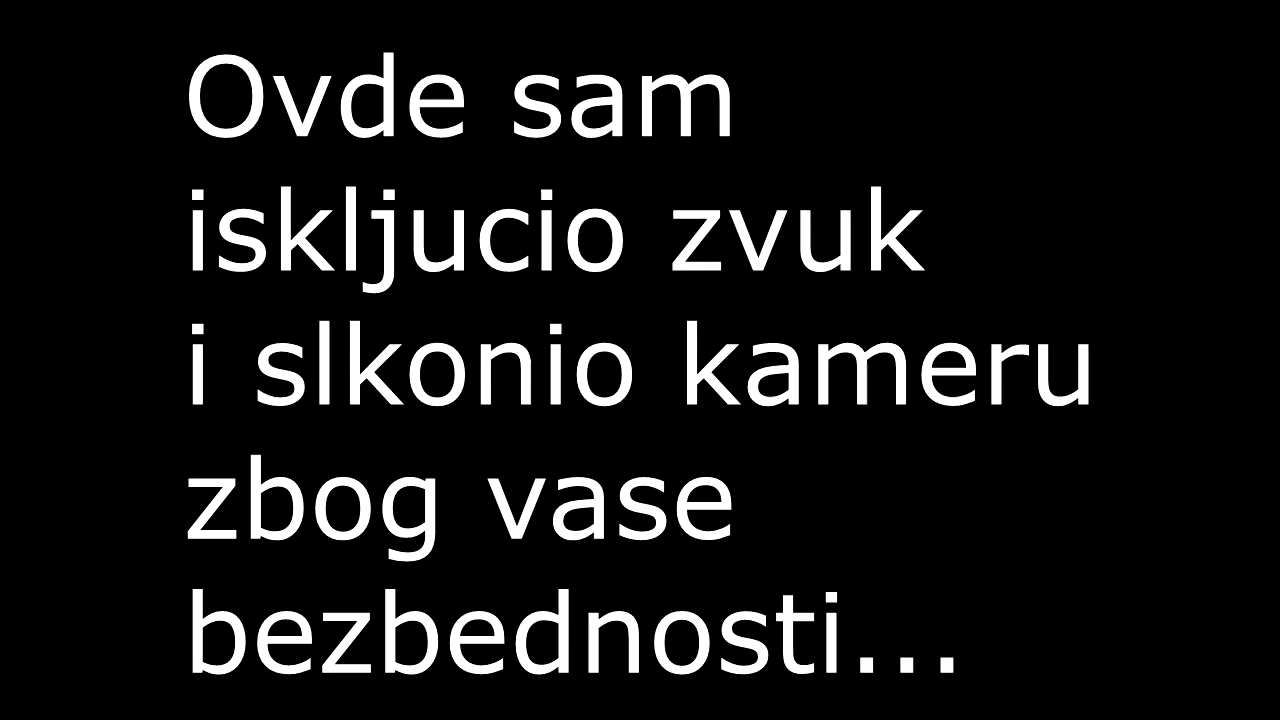 Ovde sam
iskljucio zvuk
i slkonio kameru
zbog vase
bezbednosti...